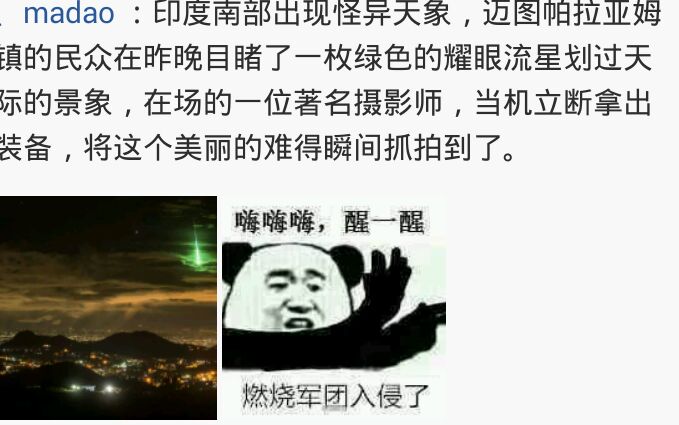 madao：印度南部出现怪异天象，迈图帕拉亚姆
镇的民众在昨晚目睹了一枚绿色的耀眼流星划过天
际的景象，在场的一位著名摄影师，当机立断拿出
装备，将这个美丽的难得瞬间抓拍到了。
嗨嗨嗨，醒一醒
燃烧军团入侵了